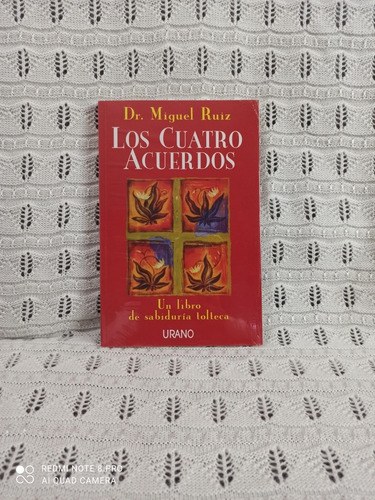 Dr. Miguel Ruiz
LOS CUATRO
ACUERDOS
Un libro
de sabiduría tolteca
URANO
REDMI NOTE 8 PRO
AI QUAD CAMERA